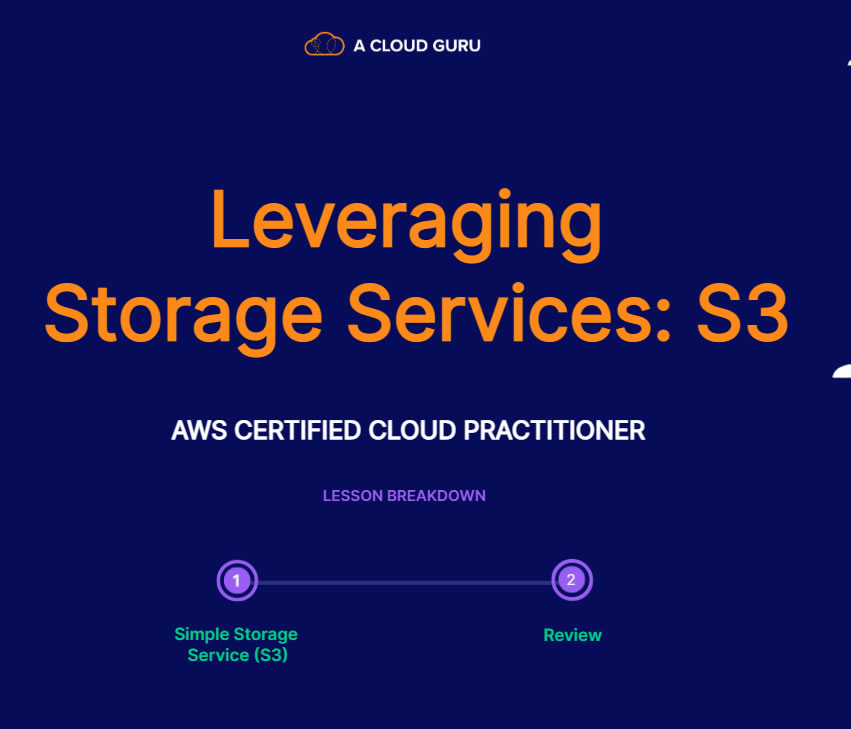 A CLOUD GURU
Leveraging
Storage Services: S3
AWS CERTIFIED CLOUD PRACTITIONER
LESSON BREAKDOWN
1
2
Simple Storage
Service (S3)
Review